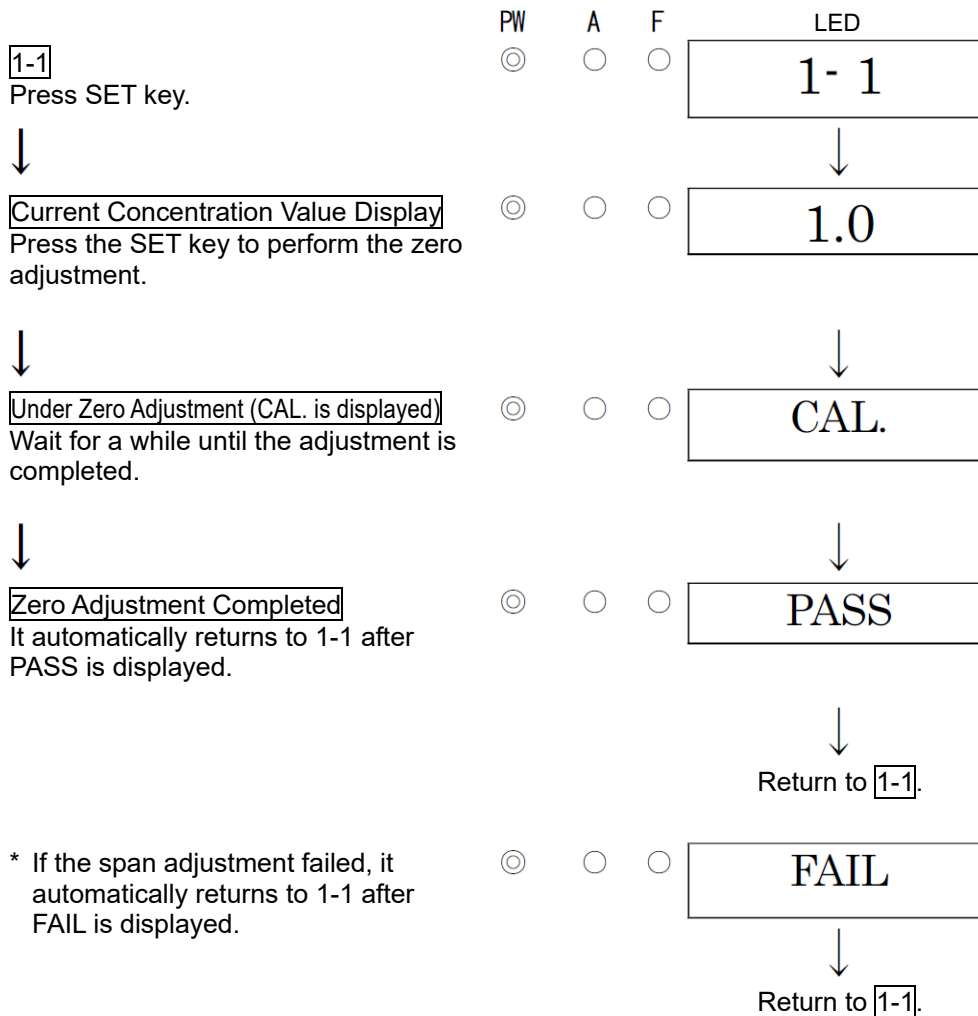 PW A F LED
1-1
Press SET key.
1- 1
Current Concentration Value Display
Press the SET key to perform the zero
adjustment.
1.0
Under Zero Adjustment (CAL. is displayed)
Wait for a while until the adjustment is
completed.
CAL.
Zero Adjustment Completed
It automatically returns to 1-1 after
PASS is displayed.
PASS
Return to 1-1.
* If the span adjustment failed, it
automatically returns to 1-1 after
FAIL is displayed.
FAIL
Return to 1-1.